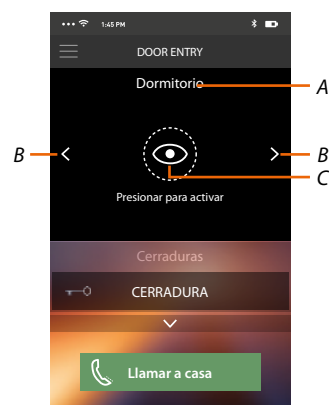 1:45 PM
DOOR ENTRY
Dormitorio
A
B
B
C
Presionar para activar
Cerraduras
CERRADURA
Llamar a casa